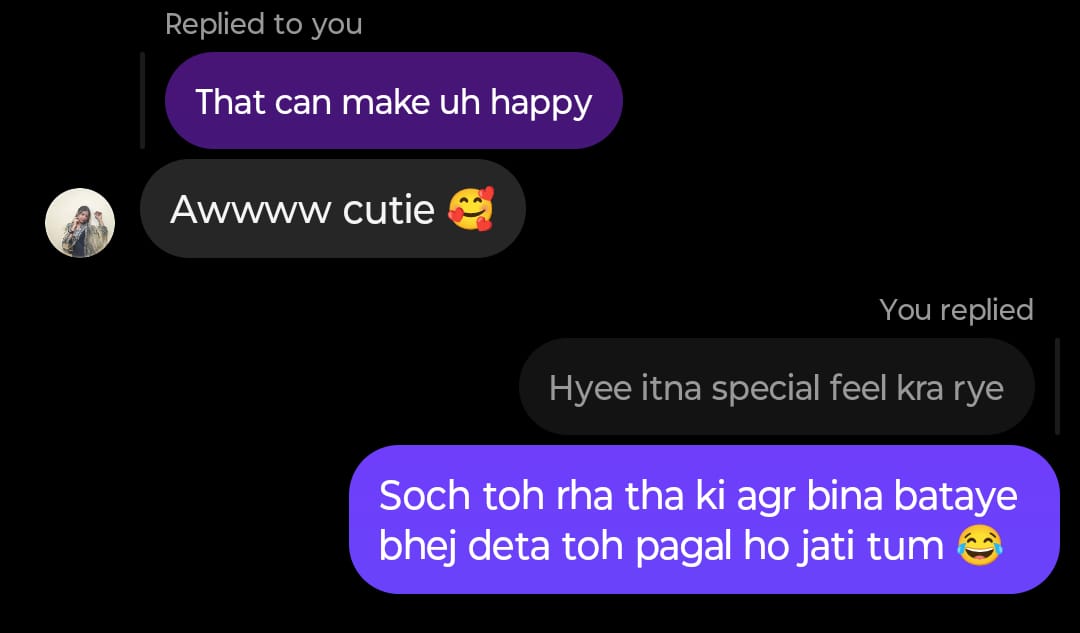 Replied to you
That can make uh happy
Awwww cutie 🥰
You replied
Hyee itna special feel kra rye
Soch toh rha tha ki agr bina bataye
bhej deta toh pagal ho jati tum 😂